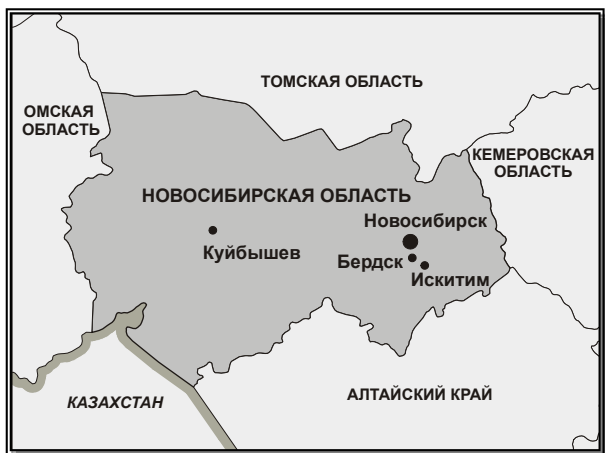 ТОМСКАЯ ОБЛАСТЬ
ОМСКАЯ
ОБЛАСТЬ
КЕМЕРОВСКАЯ
ОБЛАСТЬ
НОВОСИБИРСКАЯ ОБЛАСТЬ
Новосибирск
Куйбышев
Бердск
Искитим
КАЗАХСТАН
АЛТАЙСКИЙ КРАЙ